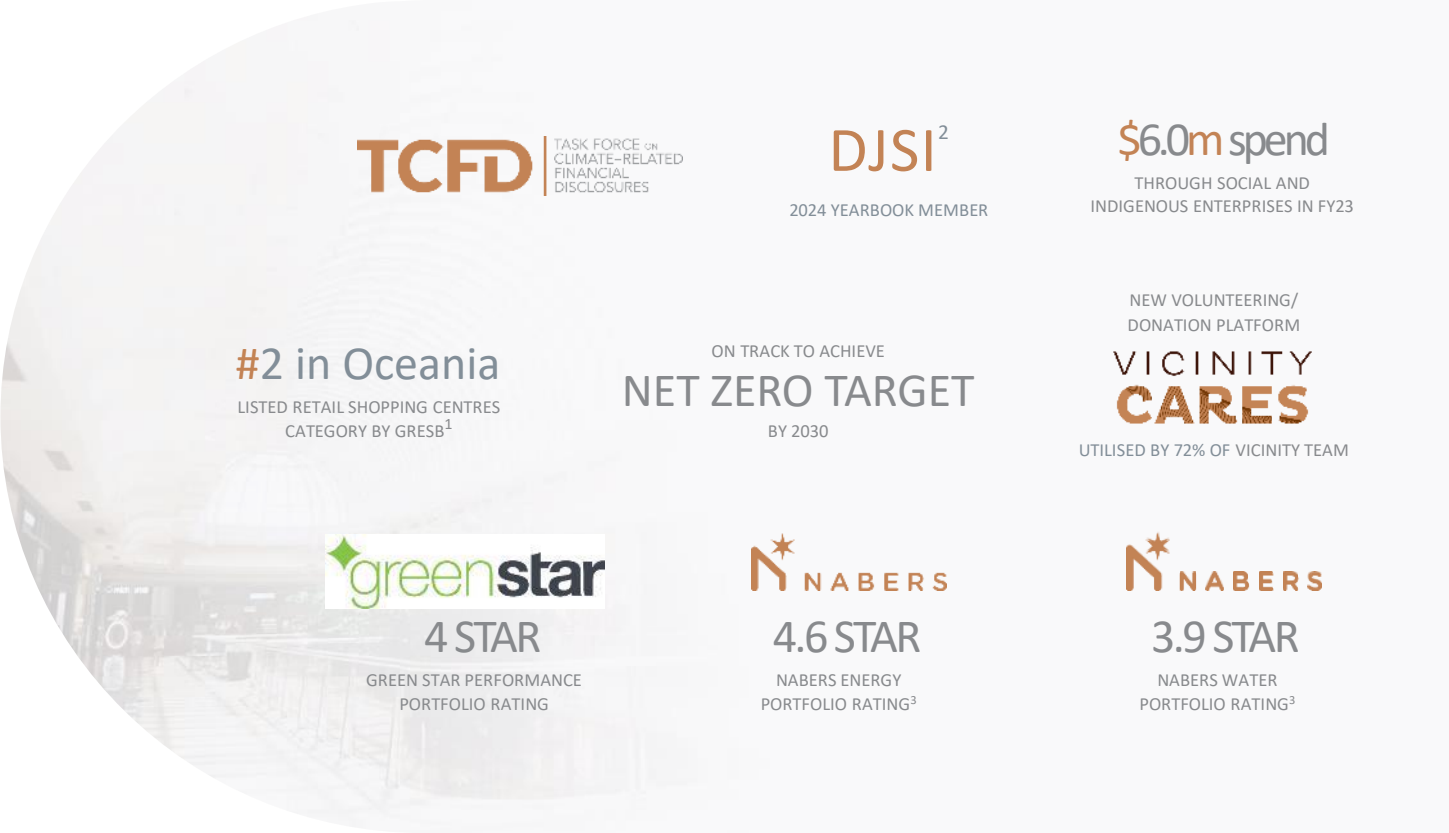 TCFD
TASK FORCE ON
CLIMATE-RELATED
FINANCIAL
DISCLOSURES
DJSI2
2024 YEARBOOK MEMBER
$6.0m spend
THROUGH SOCIAL AND
INDIGENOUS ENTERPRISES IN FY23
#2 in Oceania
LISTED RETAIL SHOPPING CENTRES
CATEGORY BY GRESB1
ON TRACK TO ACHIEVE
NET ZERO TARGET
BY 2030
NEW VOLUNTEERING/
DONATION PLATFORM
VICINITY
CARES
UTILISED BY 72% OF VICINITY TEAM
greenstar
4 STAR
GREEN STAR PERFORMANCE
PORTFOLIO RATING
NABERS
4.6 STAR
NABERS ENERGY
PORTFOLIO RATING3
NABERS
3.9 STAR
NABERS WATER
PORTFOLIO RATING3